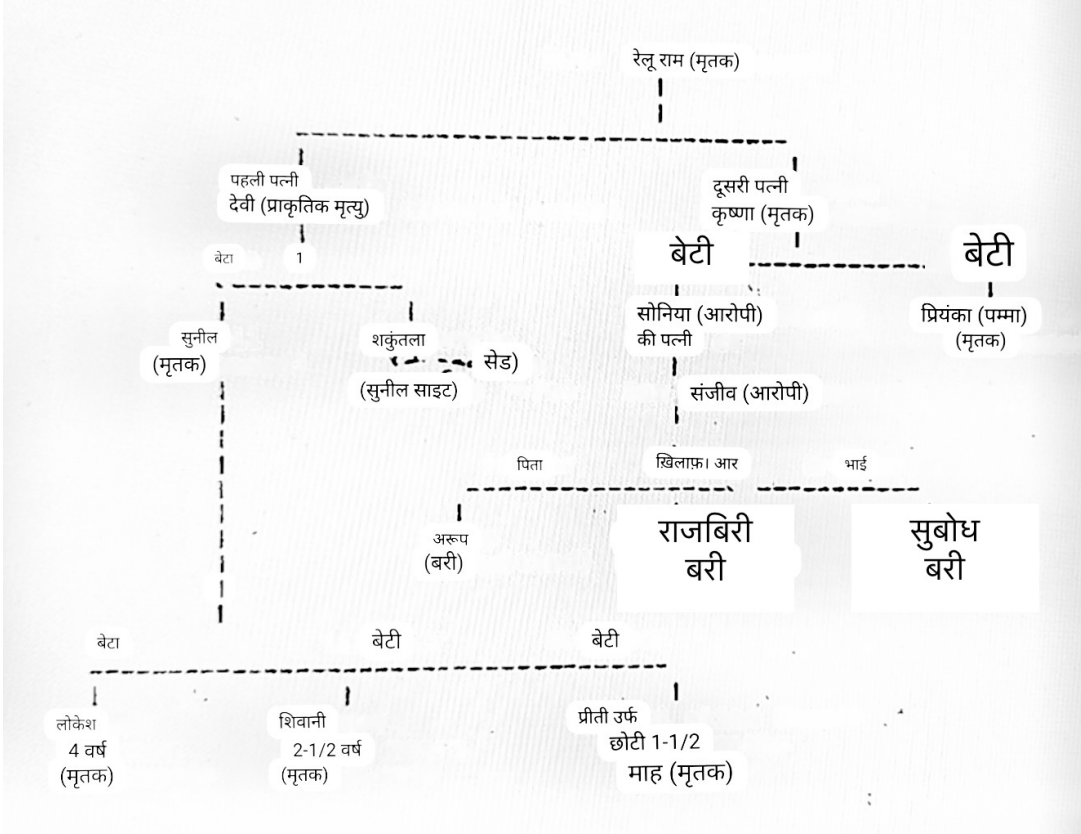 रेलू राम (मृतक)
पहली पत्नी
देवी (प्राकृतिक मृत्यु)
दूसरी पत्नी
कृष्णा (मृतक)
बेटा
1
बेटी
बेटी
सुनील
(मृतक)
शकुंतला
सेड)
(सुनील साइट)
सोनिया (आरोपी)
की पत्नी
प्रियंका (पम्मा)
(मृतक)
संजीव (आरोपी)
पिता
ख़िलाफ़। आर
भाई
अरूप
(बरी)
राजबिरी
बरी
सुबोध
बरी
बेटा
बेटी
बेटी
लोकेश
4 वर्ष
(मृतक)
शिवानी
2-1/2 वर्ष
(मृतक)
प्रीती उर्फ
छोटी 1-1/2
माह (मृतक)